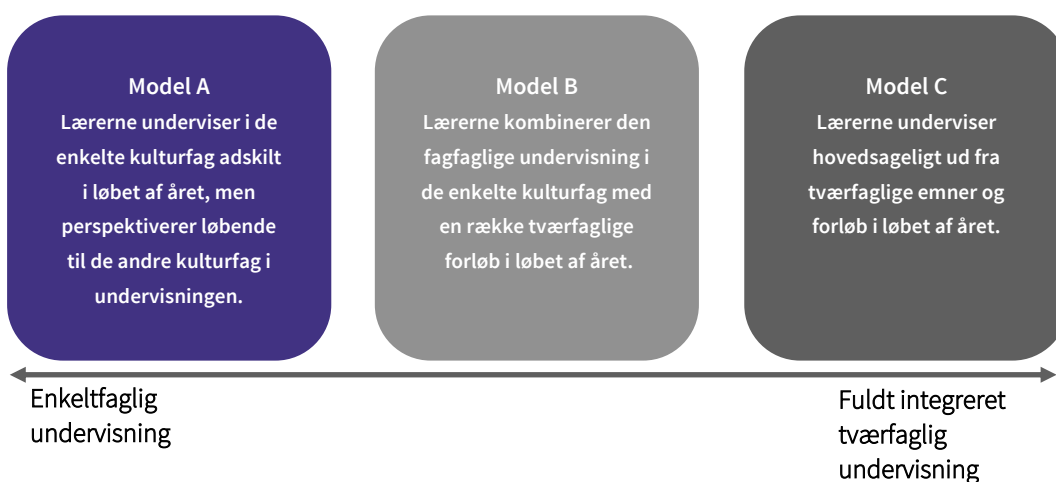 Model A
Lærerne underviser i de
enkelte kulturfag adskilt
i løbet af året, men
perspektiverer løbende
til de andre kulturfag i
undervisningen.
Model B
Lærerne kombinerer den
fagfaglige undervisning i
de enkelte kulturfag med
en række tværfaglige
forløb i løbet af året.
Model C
Lærerne underviser
hovedsageligt ud fra
tværfaglige emner og
forløb i løbet af året.
Enkeltfaglig
undervisning
Fuldt integreret
tværfaglig
undervisning